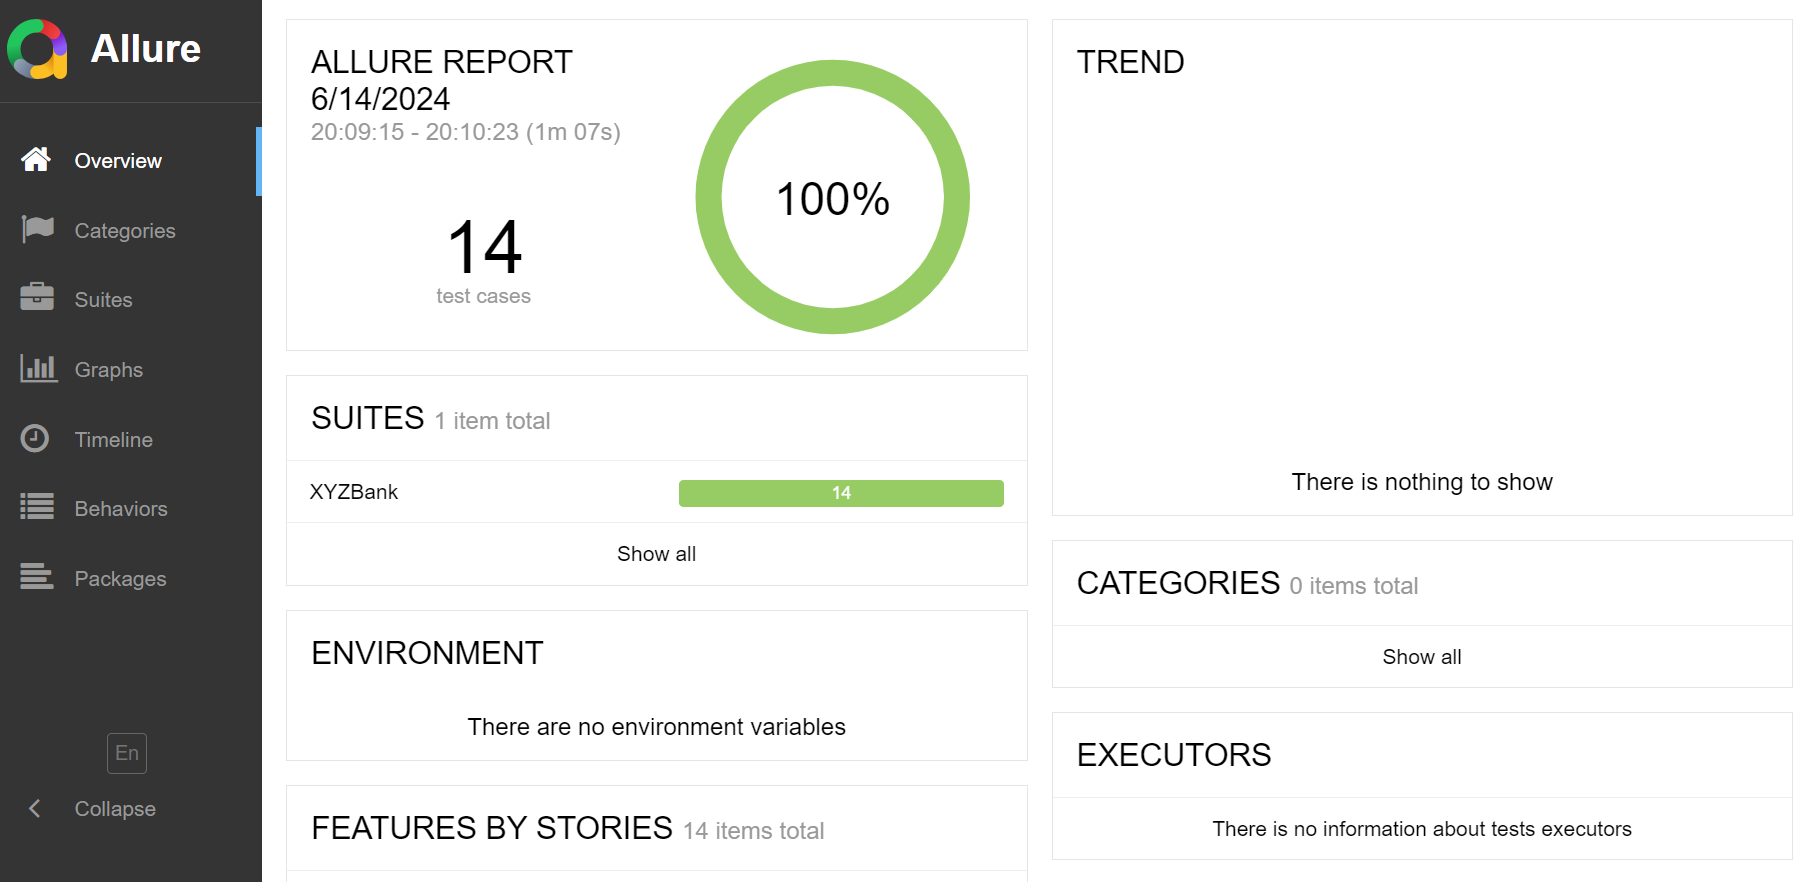 Allure
Overview
Categories
Suites
Graphs
Timeline
Behaviors
Packages
En
Collapse
ALLURE REPORT
6/14/2024
20:09:15 - 20:10:23 (1m 07s)
14
test cases
100%
SUITES 1 item total
XYZBank 14
Show all
ENVIRONMENT
There are no environment variables
FEATURES BY STORIES 14 items total
TREND
There is nothing to show
CATEGORIES 0 items total
Show all
EXECUTORS
There is no information about tests executors